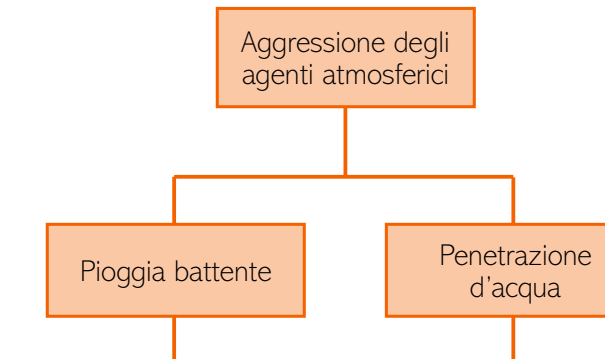 Aggressione degli
agenti atmosferici
Pioggia battente
Penetrazione
d'acqua